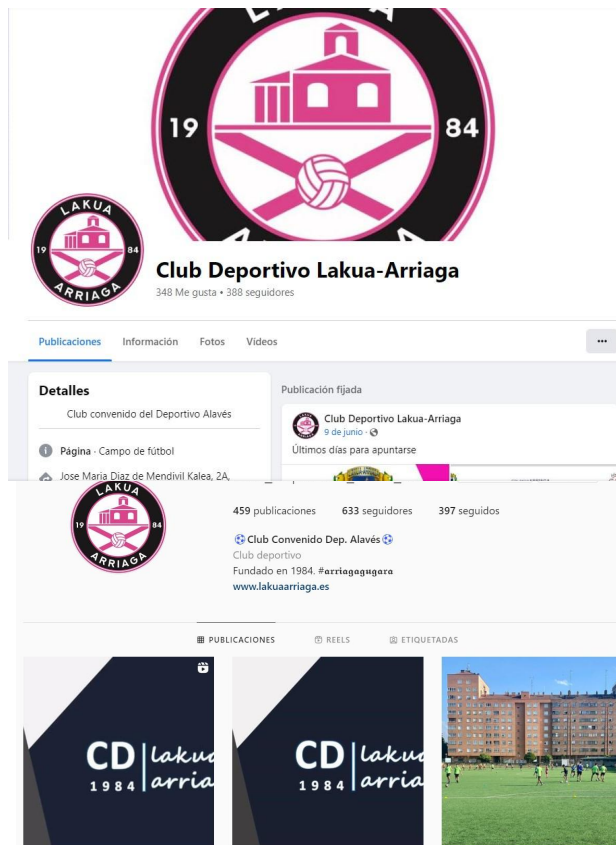 LAKUA
19 84
LAKUA
19 84
ARRIAGA
Club Deportivo Lakua-Arriaga
348 Me gusta • 388 seguidores
Publicaciones Información Fotos Videos
Detalles
Club convenido del Deportivo Alavés
Página · Campo de fútbol
Jose Maria Diaz de Mendivil Kalea, 2A,
Publicación fijada
Club Deportivo Lakua-Arriaga
9 de junio ·
Últimos días para apuntarse
LAKUA
19 84
ARRIAGA
459 publicaciones 633 seguidores 397 seguidos
Club Convenido Dep. Alavés
Club deportivo
Fundado en 1984. #𝖆𝖗𝖗𝖎𝖆𝖌𝖆𝖌𝖚𝖌𝖆𝖗𝖆
www.lakuaarriaga.es
PUBLICACIONES REELS ETIQUETADAS
CD lakua
1984 arria
CD lakua
1984 arria